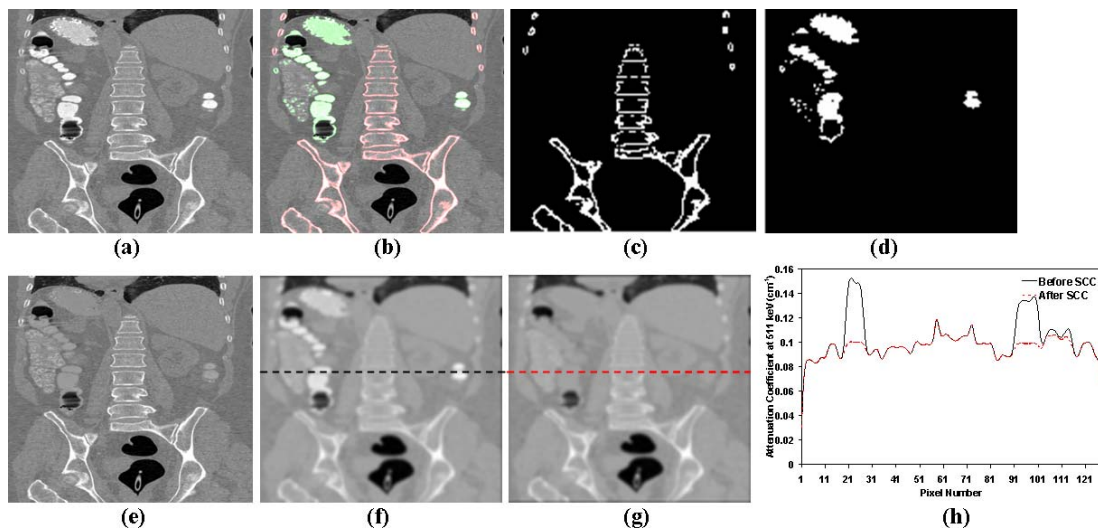 (a)
(b)
(c)
(d)
Attenuation Coefficient at 511 keV (cm⁻¹)
0.16
0.14
0.12
0.1
0.08
0.06
0.04
0.02
0
Before SCC
After SCC
1 11 21 31 41 51 61 71 81 91 101 111 121
Pixel Number
(e)
(f)
(g)
(h)